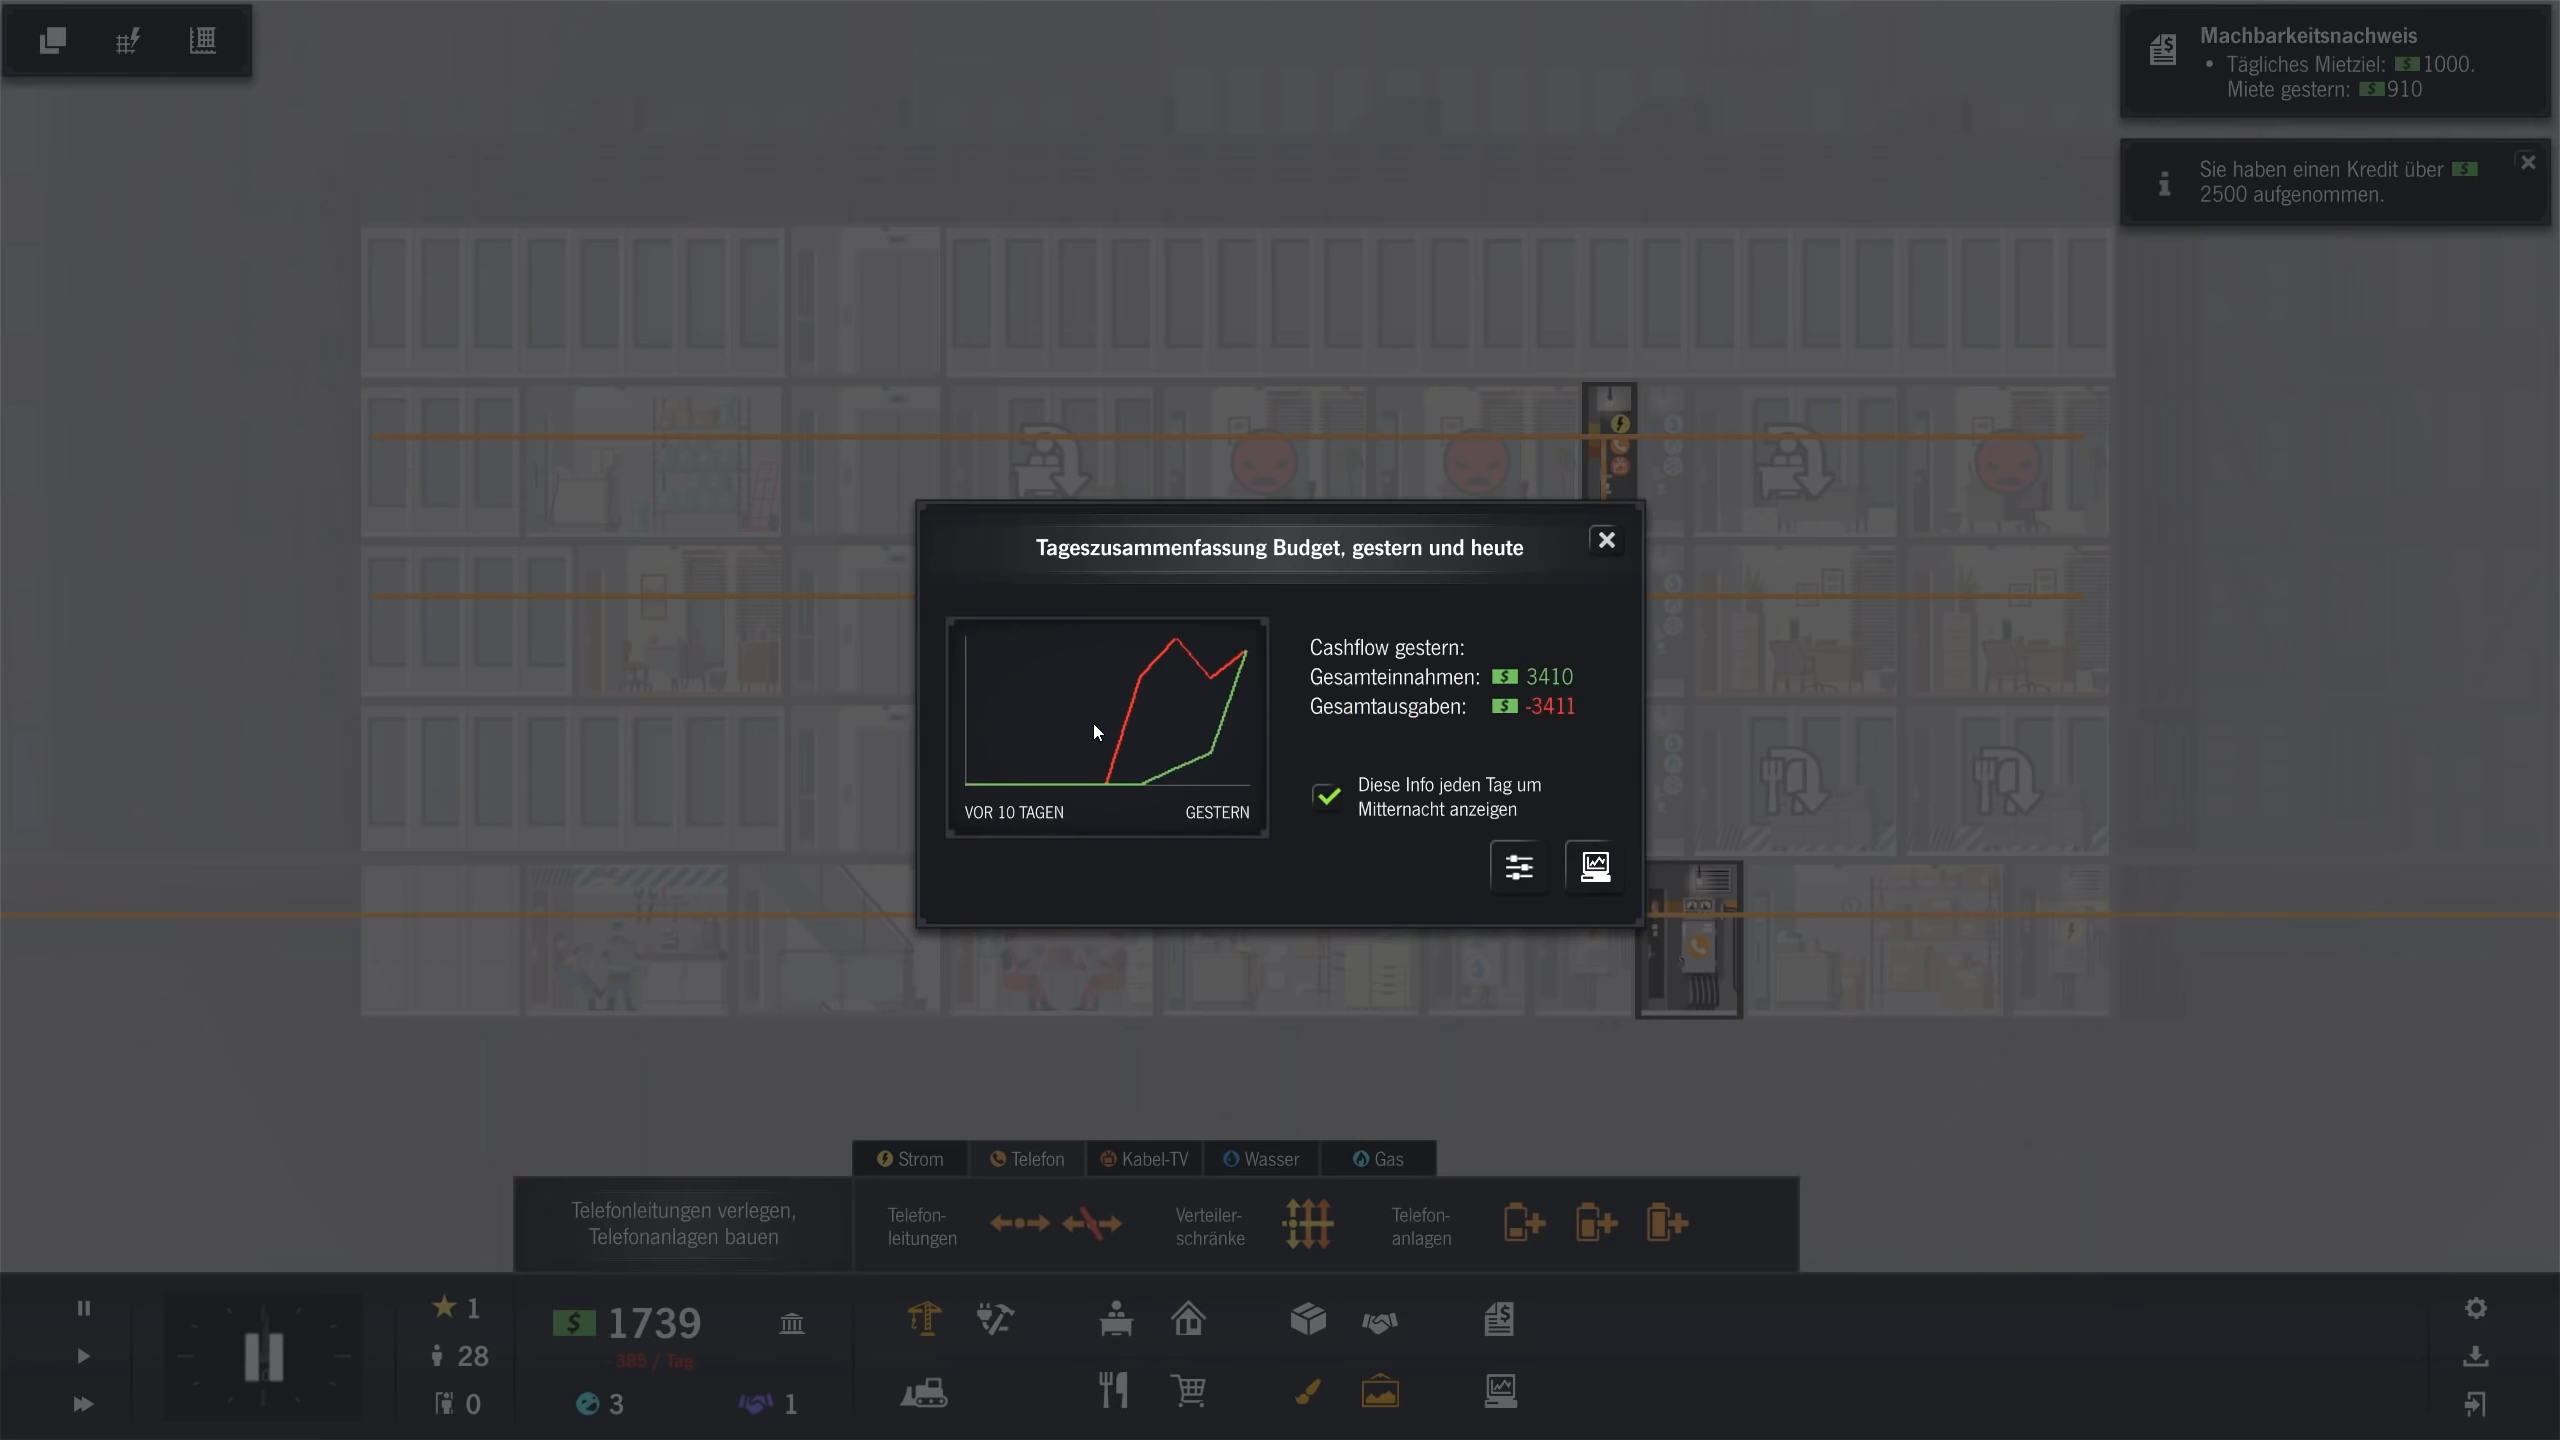 Machbarkeitsnachweis
• Tägliches Mietziel: $ 1000.
Miete gestern: $ 910
Sie haben einen Kredit über $
2500 aufgenommen.
Tageszusammenfassung Budget, gestern und heute
Cashflow gestern:
Gesamteinnahmen: $ 3410
Gesamtausgaben: $ -3411
Diese Info jeden Tag um
Mitternacht anzeigen
VOR 10 TAGEN GESTERN
Strom Telefon Kabel-TV Wasser Gas
Telefonleitungen verlegen,
Telefonanlagen bauen
Telefon-
leitungen
Verteiler-
schränke
Telefon-
anlagen
1
28
0
$ 1739
-385 / Tag
3
1